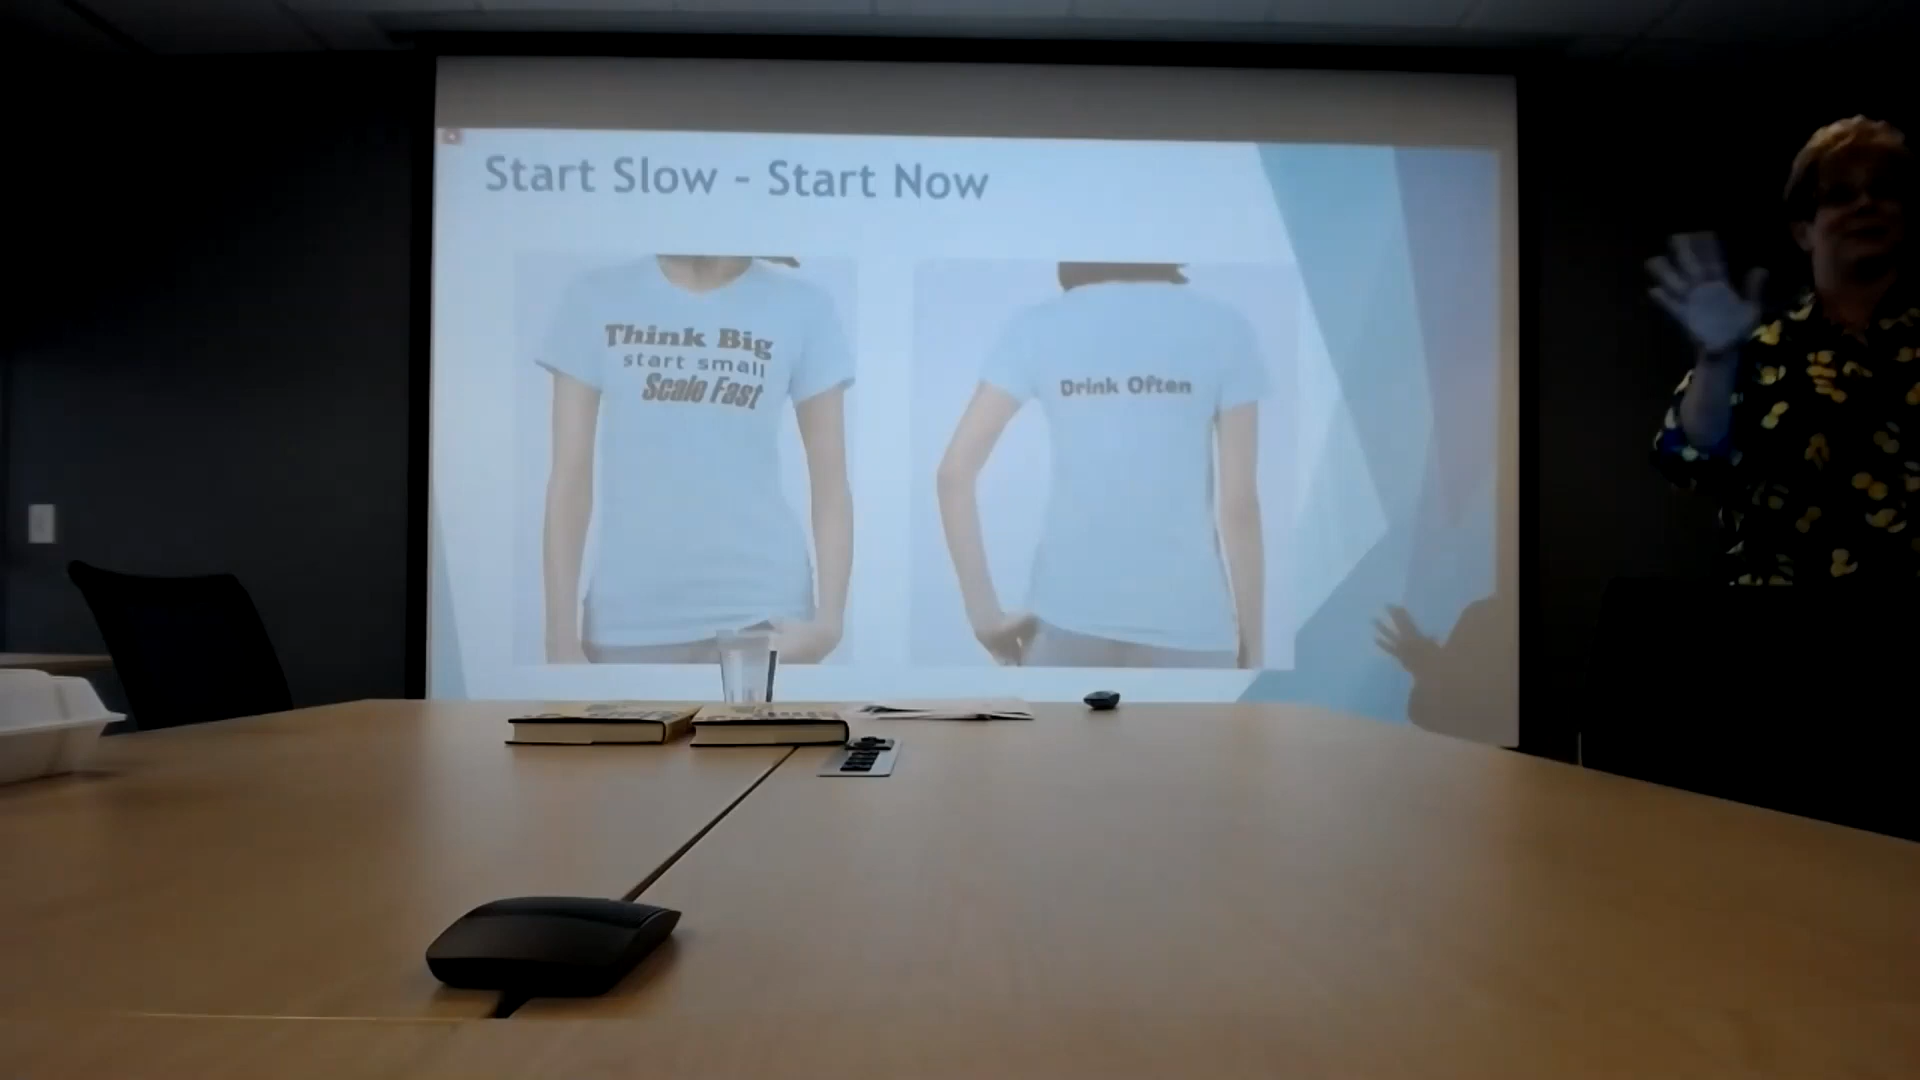 Start Slow - Start Now
Think Big
start small
Scale Fast
Drink Often